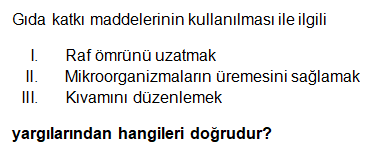 Gıda katkı maddelerinin kullanılması ile ilgili
I. Raf ömrünü uzatmak
II. Mikroorganizmaların üremesini sağlamak
III. Kıvamını düzenlemek
yargılarından hangileri doğrudur?